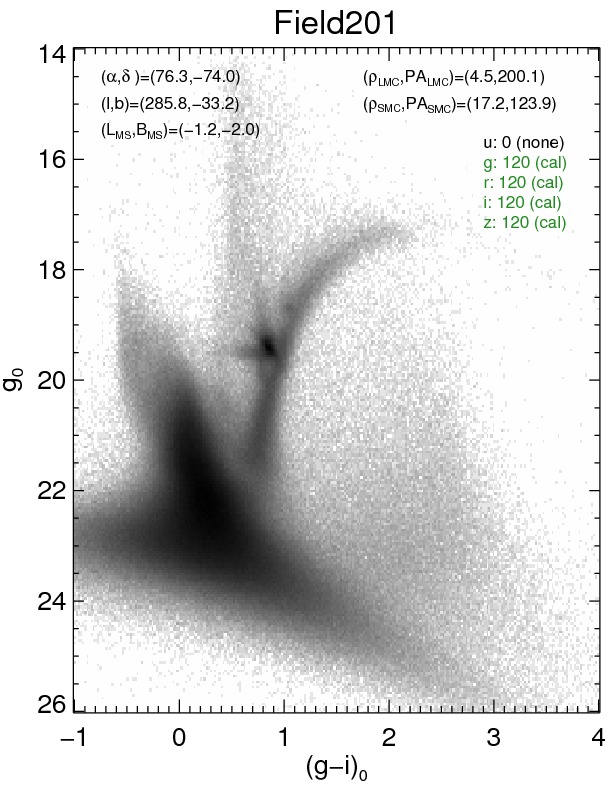 Field201
(α,δ )=(76.3,−74.0)
(l,b)=(285.8,−33.2)
(LMS,BMS)=(−1.2,−2.0)
(ρLMC,PALMC)=(4.5,200.1)
(ρSMC,PASMC)=(17.2,123.9)
u: 0 (none)
g: 120 (cal)
r: 120 (cal)
i: 120 (cal)
z: 120 (cal)
14
16
18
20
22
24
26
g0
−1 0 1 2 3 4
(g−i)0